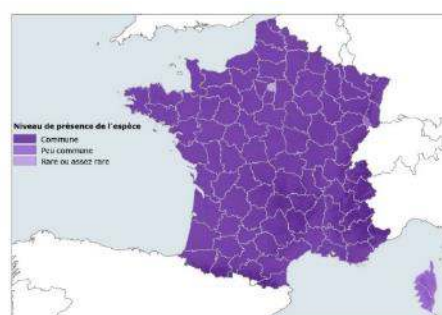 Niveau de présence de l'espèce
Commune
Peu commune
Rare ou assez rare